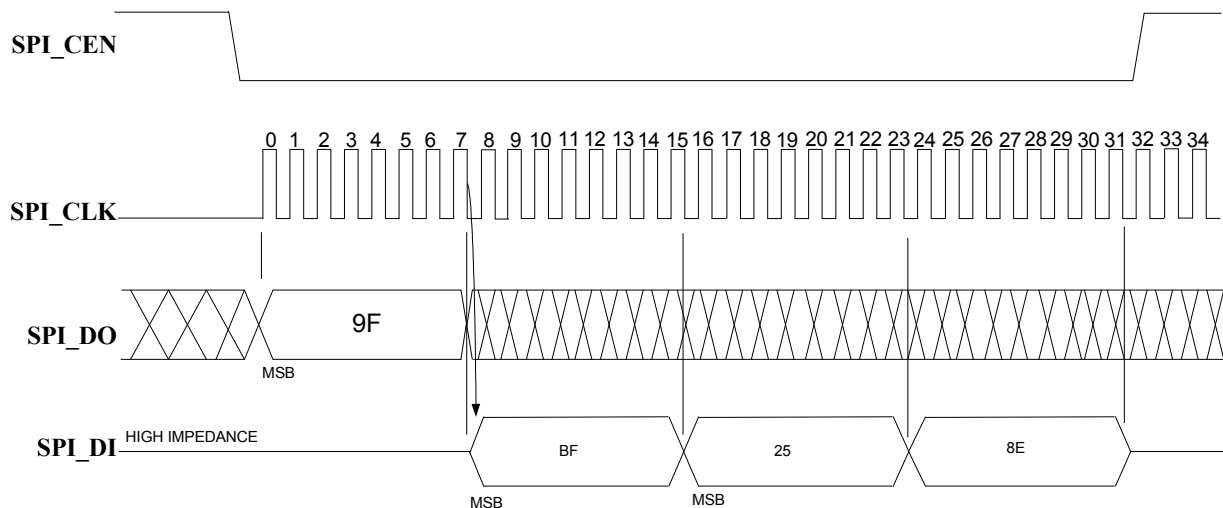 SPI_CEN
0 1 2 3 4 5 6 7 8 9 10 11 12 13 14 15 16 17 18 19 20 21 22 23 24 25 26 27 28 29 30 31 32 33 34
SPI_CLK
SPI_DO
9F
MSB
SPI_DI
HIGH IMPEDANCE
BF
25
8E
MSB
MSB